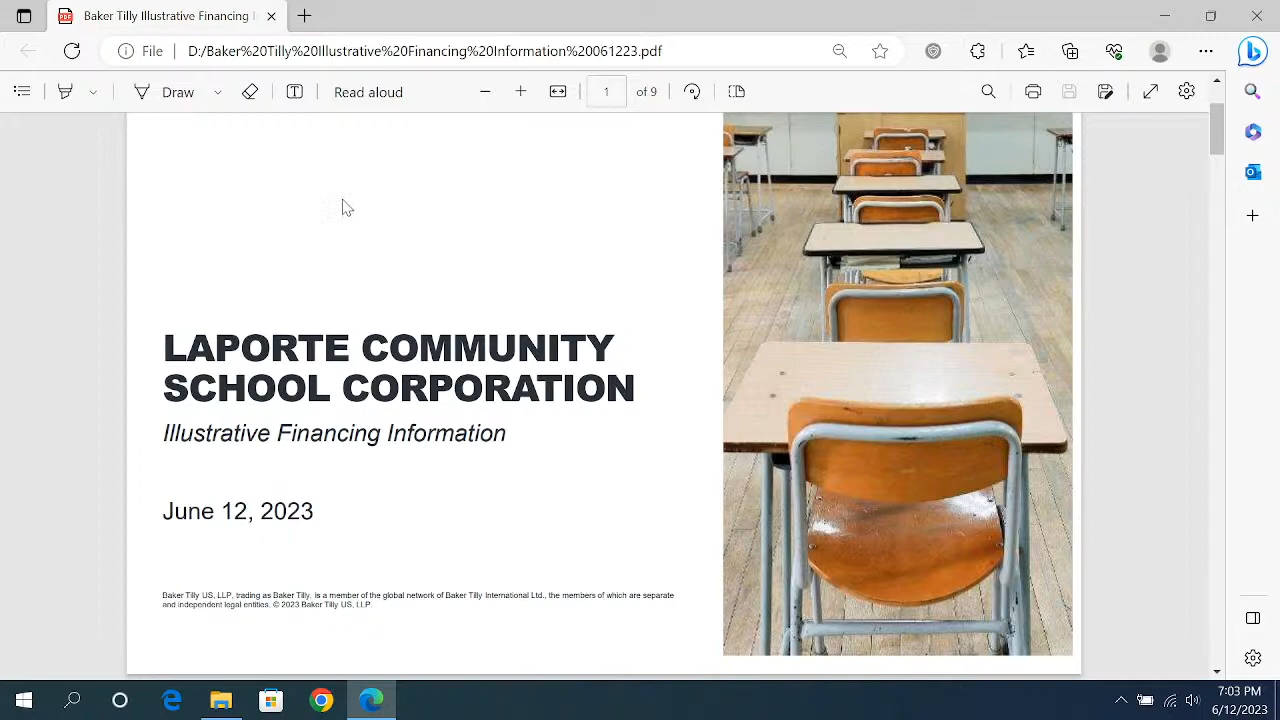 Baker Tilly Illustrative Financing I
File
D:/Baker%20Tilly%20Illustrative%20Financing%20Information%20061223.pdf
Draw
Read aloud
1
of 9
LAPORTE COMMUNITY
SCHOOL CORPORATION
Illustrative Financing Information
June 12, 2023
Baker Tilly US, LLP, trading as Baker Tilly, is a member of the global network of Baker Tilly International Ltd., the members of which are separate
and independent legal entities. © 2023 Baker Tilly US, LLP.
7:03 PM
6/12/2023